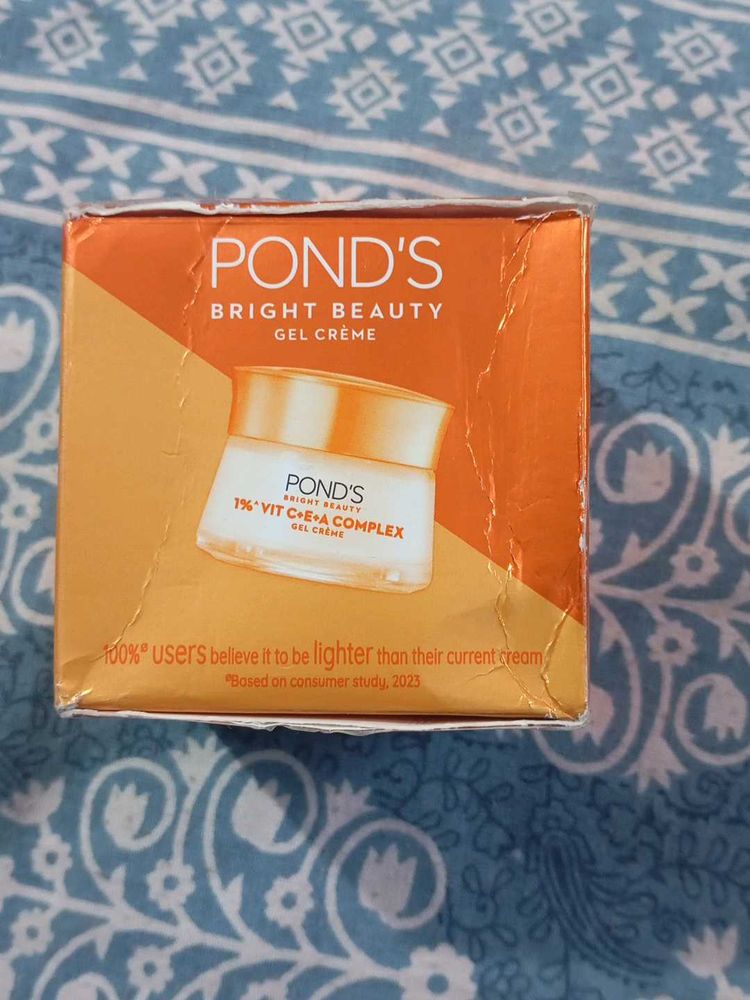 POND'S
BRIGHT BEAUTY
GEL CRÈME
POND'S
BRIGHT BEAUTY
1%^ VIT C+E+A COMPLEX
GEL CRÈME
100%ø users believe it to be lighter than their current cream
øBased on consumer study, 2023